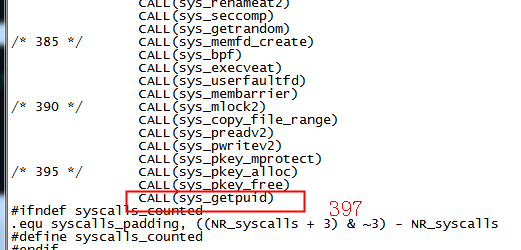 CALL(sys_renameat2)
CALL(sys_seccomp)
CALL(sys_getrandom)
/* 385 */ CALL(sys_memfd_create)
CALL(sys_bpf)
CALL(sys_execveat)
CALL(sys_userfaultfd)
CALL(sys_membarrier)
/* 390 */ CALL(sys_mlock2)
CALL(sys_copy_file_range)
CALL(sys_preadv2)
CALL(sys_pwritev2)
CALL(sys_pkey_mprotect)
/* 395 */ CALL(sys_pkey_alloc)
CALL(sys_pkey_free)
CALL(sys_getpuid) 397
#ifndef syscalls_counted
.equ syscalls_padding, ((NR_syscalls + 3) & ~3) - NR_syscalls
#define syscalls_counted
#endif